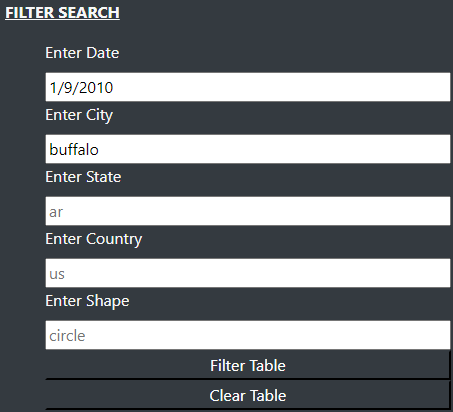 FILTER SEARCH
Enter Date
1/9/2010
Enter City
buffalo
Enter State
ar
Enter Country
us
Enter Shape
circle
Filter Table
Clear Table